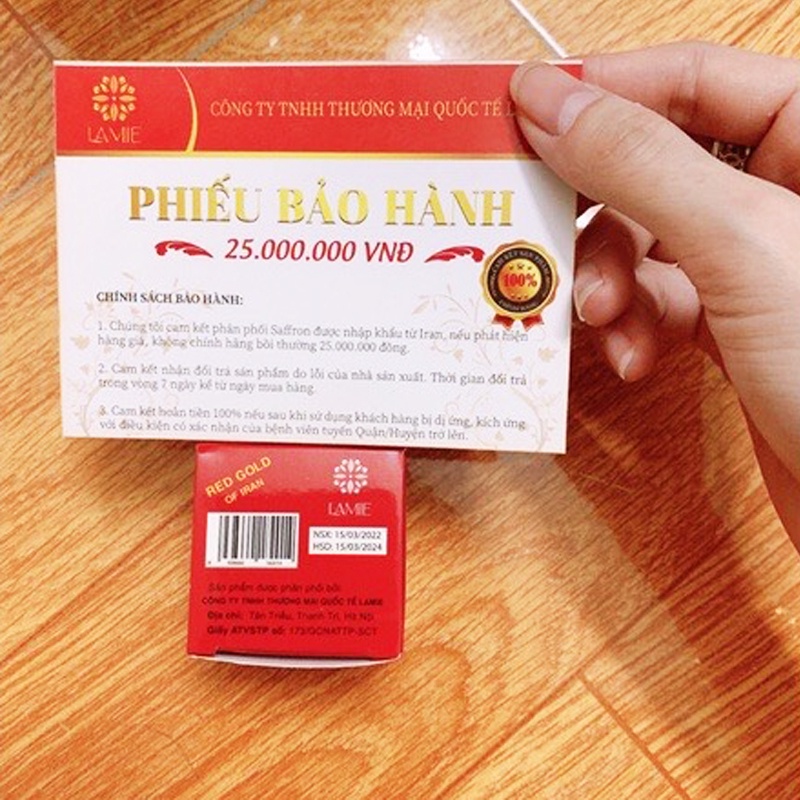 LAMIE
CÔNG TY TNHH THƯƠNG MẠI QUỐC TẾ
PHIẾU BẢO HÀNH
25.000.000 VNĐ
100%
CHÍNH SÁCH BẢO HÀNH:
1. Chúng tôi cam kết phân phối Saffron được nhập khẩu từ Iran, nếu phát hiện
hàng giả, không chính hãng bồi thường 25.000.000 đồng.
2. Cam kết nhận đổi trả sản phẩm do lỗi của nhà sản xuất. Thời gian đổi trả
trong vòng 7 ngày kể từ ngày mua hàng.
3. Cam kết hoàn tiền 100% nếu sau khi sử dụng khách hàng bị dị ứng, kích ứng
với điều kiện có xác nhận của bệnh viên tuyến Quận/Huyện trở lên.
RED GOLD
OF IRAN
LAMIE
NSX: 15/03/2022
HSD: 15/03/2024
Sản phẩm được phân phối bởi:
CÔNG TY TNHH THƯƠNG MẠI QUỐC TẾ LAMIE
Địa chỉ: Tân Triều, Thanh Trì, Hà Nội
Giấy ATVSTP số: 173/GCNATTP-SCT